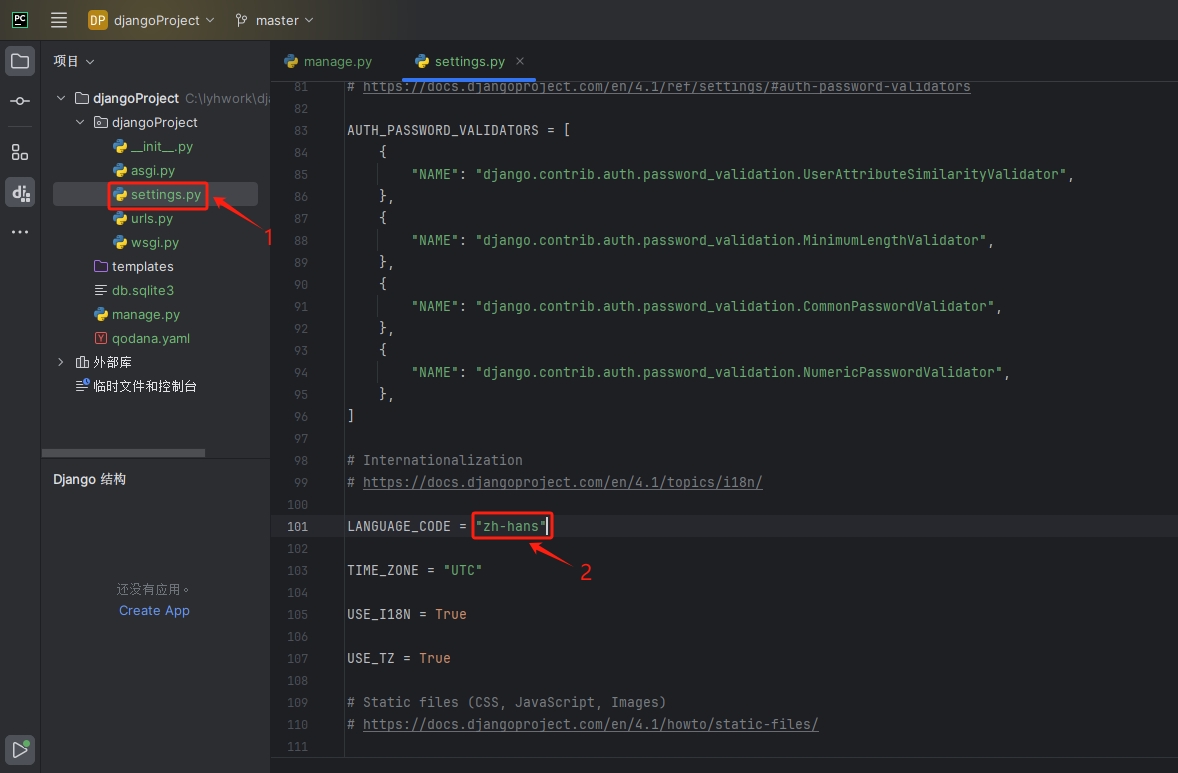 PC
DP djangoProject master
项目
djangoProject C:\lyhwork\dj
djangoProject
__init__.py
asgi.py
settings.py
1
urls.py
wsgi.py
templates
db.sqlite3
manage.py
Y qodana.yaml
外部库
临时文件和控制台
Django 结构
还没有应用。
Create App
manage.py settings.py ×
81 # https://docs.djangoproject.com/en/4.1/ref/settings/#auth-password-validators
82
83 AUTH_PASSWORD_VALIDATORS = [
84 {
85 "NAME": "django.contrib.auth.password_validation.UserAttributeSimilarityValidator",
86 },
87 {
88 "NAME": "django.contrib.auth.password_validation.MinimumLengthValidator",
89 },
90 {
91 "NAME": "django.contrib.auth.password_validation.CommonPasswordValidator",
92 },
93 {
94 "NAME": "django.contrib.auth.password_validation.NumericPasswordValidator",
95 },
96 ]
97
98 # Internationalization
99 # https://docs.djangoproject.com/en/4.1/topics/i18n/
100
101 LANGUAGE_CODE = "zh-hans"
102
2
103 TIME_ZONE = "UTC"
104
105 USE_I18N = True
106
107 USE_TZ = True
108
109 # Static files (CSS, JavaScript, Images)
110 # https://docs.djangoproject.com/en/4.1/howto/static-files/
111